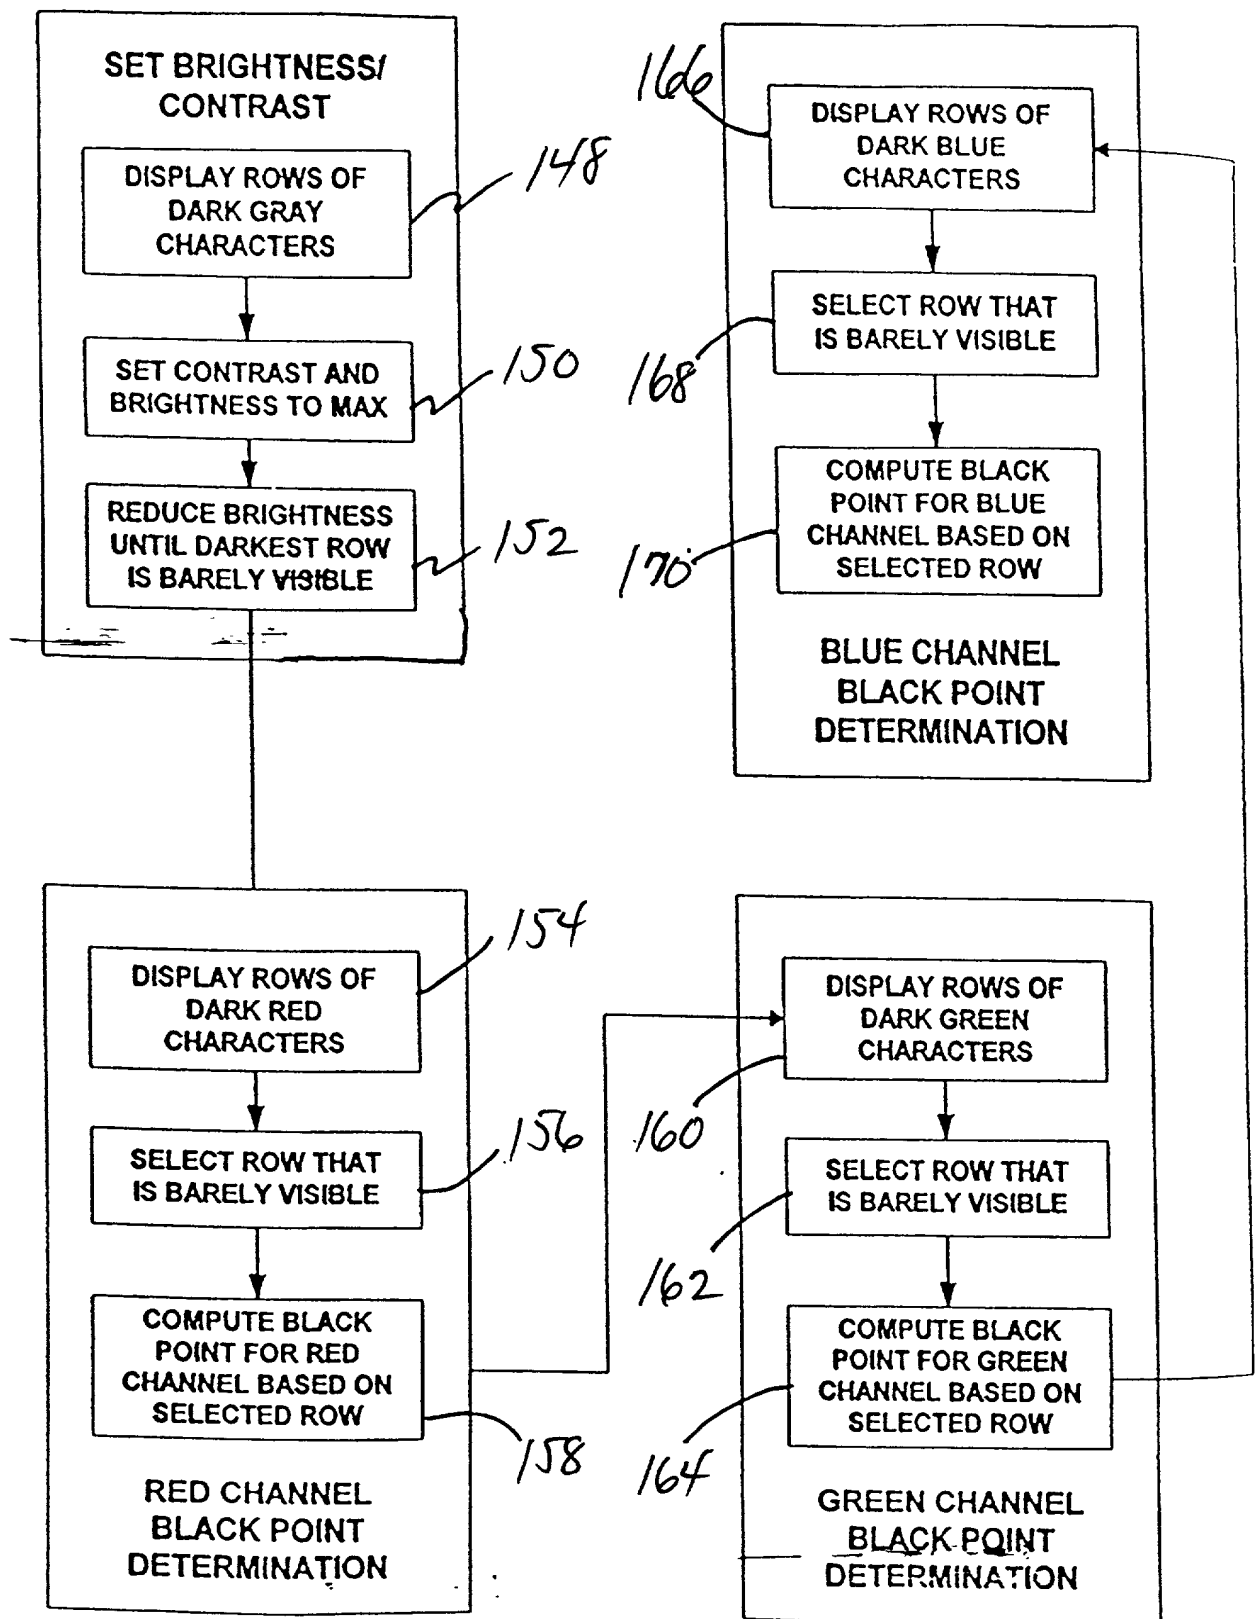 SET BRIGHTNESS/
CONTRAST
DISPLAY ROWS OF
DARK GRAY
CHARACTERS
148
SET CONTRAST AND
BRIGHTNESS TO MAX
150
REDUCE BRIGHTNESS
UNTIL DARKEST ROW
IS BARELY VISIBLE
152
154
DISPLAY ROWS OF
DARK RED
CHARACTERS
156
SELECT ROW THAT
IS BARELY VISIBLE
COMPUTE BLACK
POINT FOR RED
CHANNEL BASED ON
SELECTED ROW
158
RED CHANNEL
BLACK POINT
DETERMINATION
DISPLAY ROWS OF
DARK GREEN
CHARACTERS
160
SELECT ROW THAT
IS BARELY VISIBLE
162
COMPUTE BLACK
POINT FOR GREEN
CHANNEL BASED ON
SELECTED ROW
164
GREEN CHANNEL
BLACK POINT
DETERMINATION
166
DISPLAY ROWS OF
DARK BLUE
CHARACTERS
SELECT ROW THAT
IS BARELY VISIBLE
168
COMPUTE BLACK
POINT FOR BLUE
CHANNEL BASED ON
SELECTED ROW
170
BLUE CHANNEL
BLACK POINT
DETERMINATION